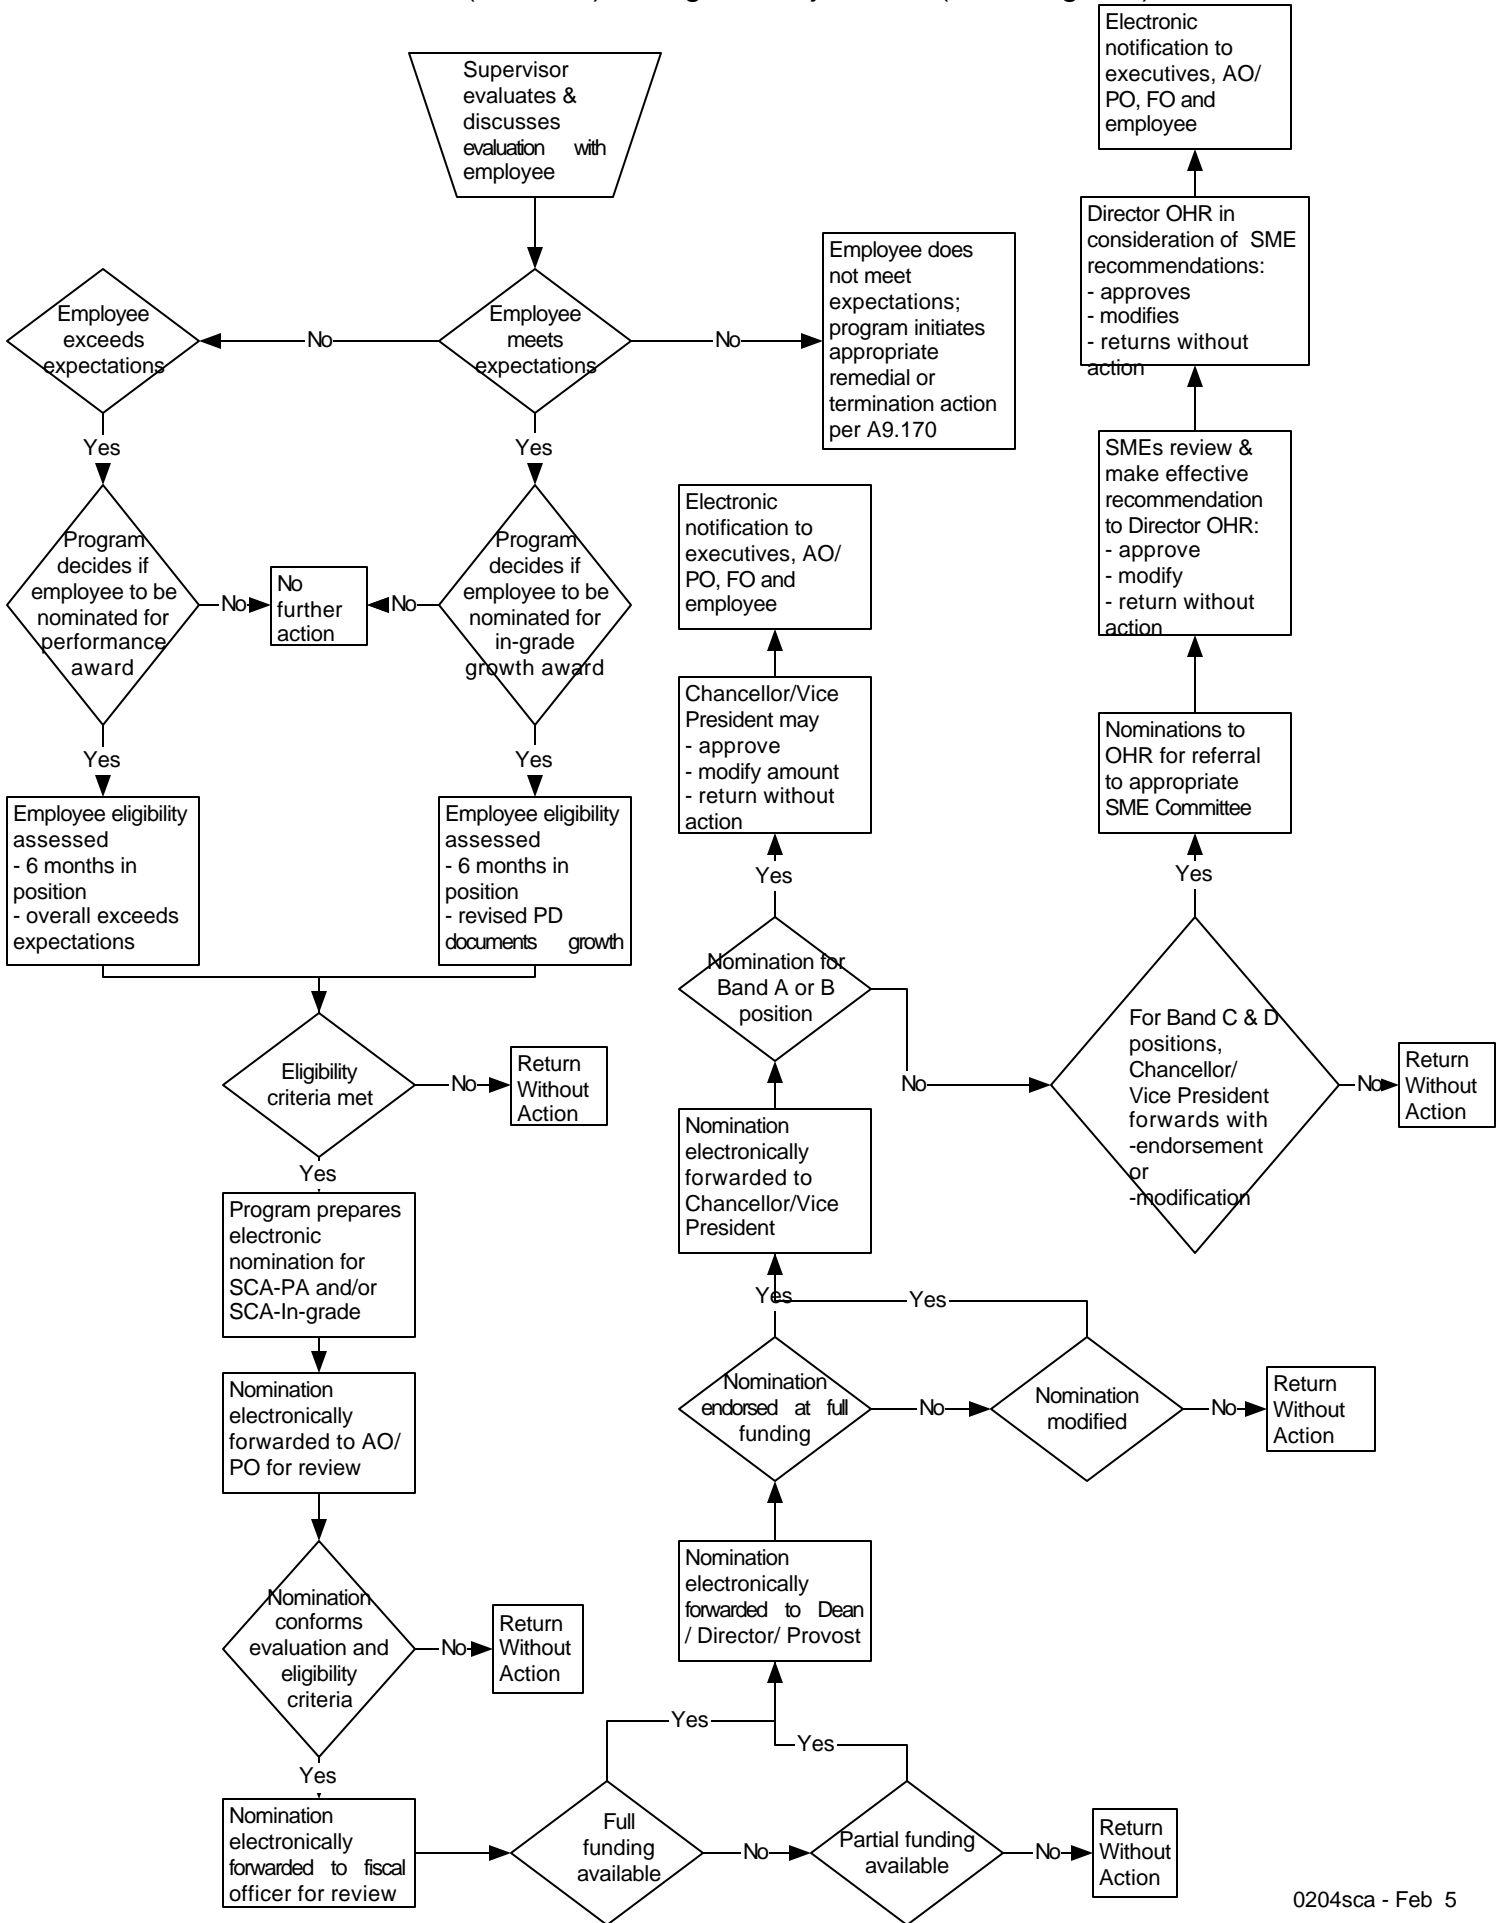 Electronic
notification to
executives, AO/
PO, FO and
employee
Supervisor
evaluates &
discusses
evaluation with
employee
Director OHR in
consideration of SME
recommendations:
- approves
- modifies
- returns without
action
Employee does
not meet
expectations;
program initiates
appropriate
remedial or
termination action
per A9.170
Employee
exceeds
expectations
No
Employee
meets
expectations
No
Yes
Yes
SMEs review &
make effective
recommendation
to Director OHR:
- approve
- modify
- return without
action
Electronic
notification to
executives, AO/
PO, FO and
employee
Program
decides if
employee to be
nominated for
performance
award
No
No
further
action
No
Program
decides if
employee to be
nominated for
in-grade
growth award
Chancellor/Vice
President may
- approve
- modify amount
- return without
action
Nominations to
OHR for referral
to appropriate
SME Committee
Yes
Yes
Employee eligibility
assessed
- 6 months in
position
- overall exceeds
expectations
Employee eligibility
assessed
- 6 months in
position
- revised PD
documents growth
Yes
Yes
Nomination for
Band A or B
position
No
For Band C & D
positions,
Chancellor/
Vice President
forwards with
-endorsement
or
-modification
No
Return
Without
Action
Eligibility
criteria met
No
Return
Without
Action
Yes
Nomination
electronically
forwarded to
Chancellor/Vice
President
Program prepares
electronic
nomination for
SCA-PA and/or
SCA-In-grade
Yes
Yes
Nomination
electronically
forwarded to AO/
PO for review
Nomination
endorsed at full
funding
No
Nomination
modified
No
Return
Without
Action
Nomination
electronically
forwarded to Dean
/ Director/ Provost
Nomination
conforms
evaluation and
eligibility
criteria
No
Return
Without
Action
Yes
Yes
Yes
Nomination
electronically
forwarded to fiscal
officer for review
Full
funding
available
No
Partial funding
available
No
Return
Without
Action
0204sca - Feb 5